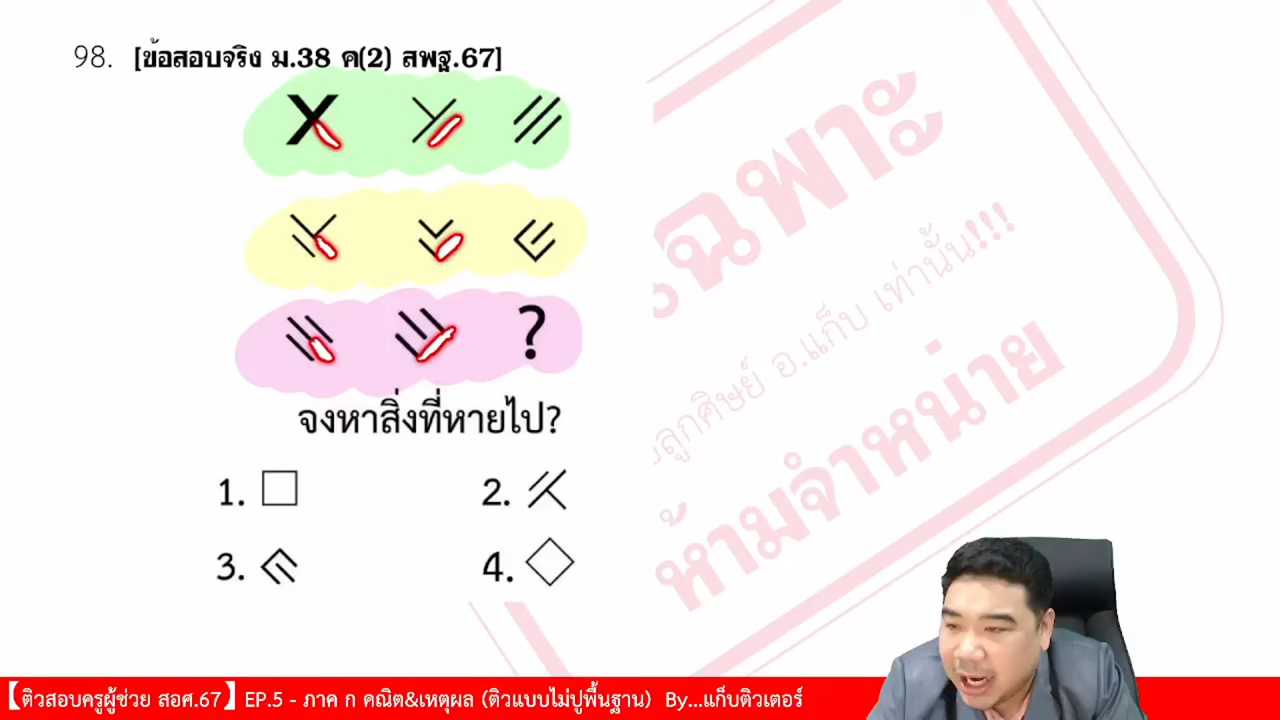 98. [ข้อสอบจริง ม.38 ค(2) สพฐ.67]
?
จงหาสิ่งที่หายไป?
1.
2.
3.
4.
เฉพาะ
ลูกศิษย์ อ.แก็บ เท่านั้น!!!
ห้ามจำหน่าย
【ติวสอบครูผู้ช่วย สอศ.67】 EP.5 - ภาค ก คณิต&เหตุผล (ติวแบบไม่ปูพื้นฐาน) By...แก็บติวเตอร์